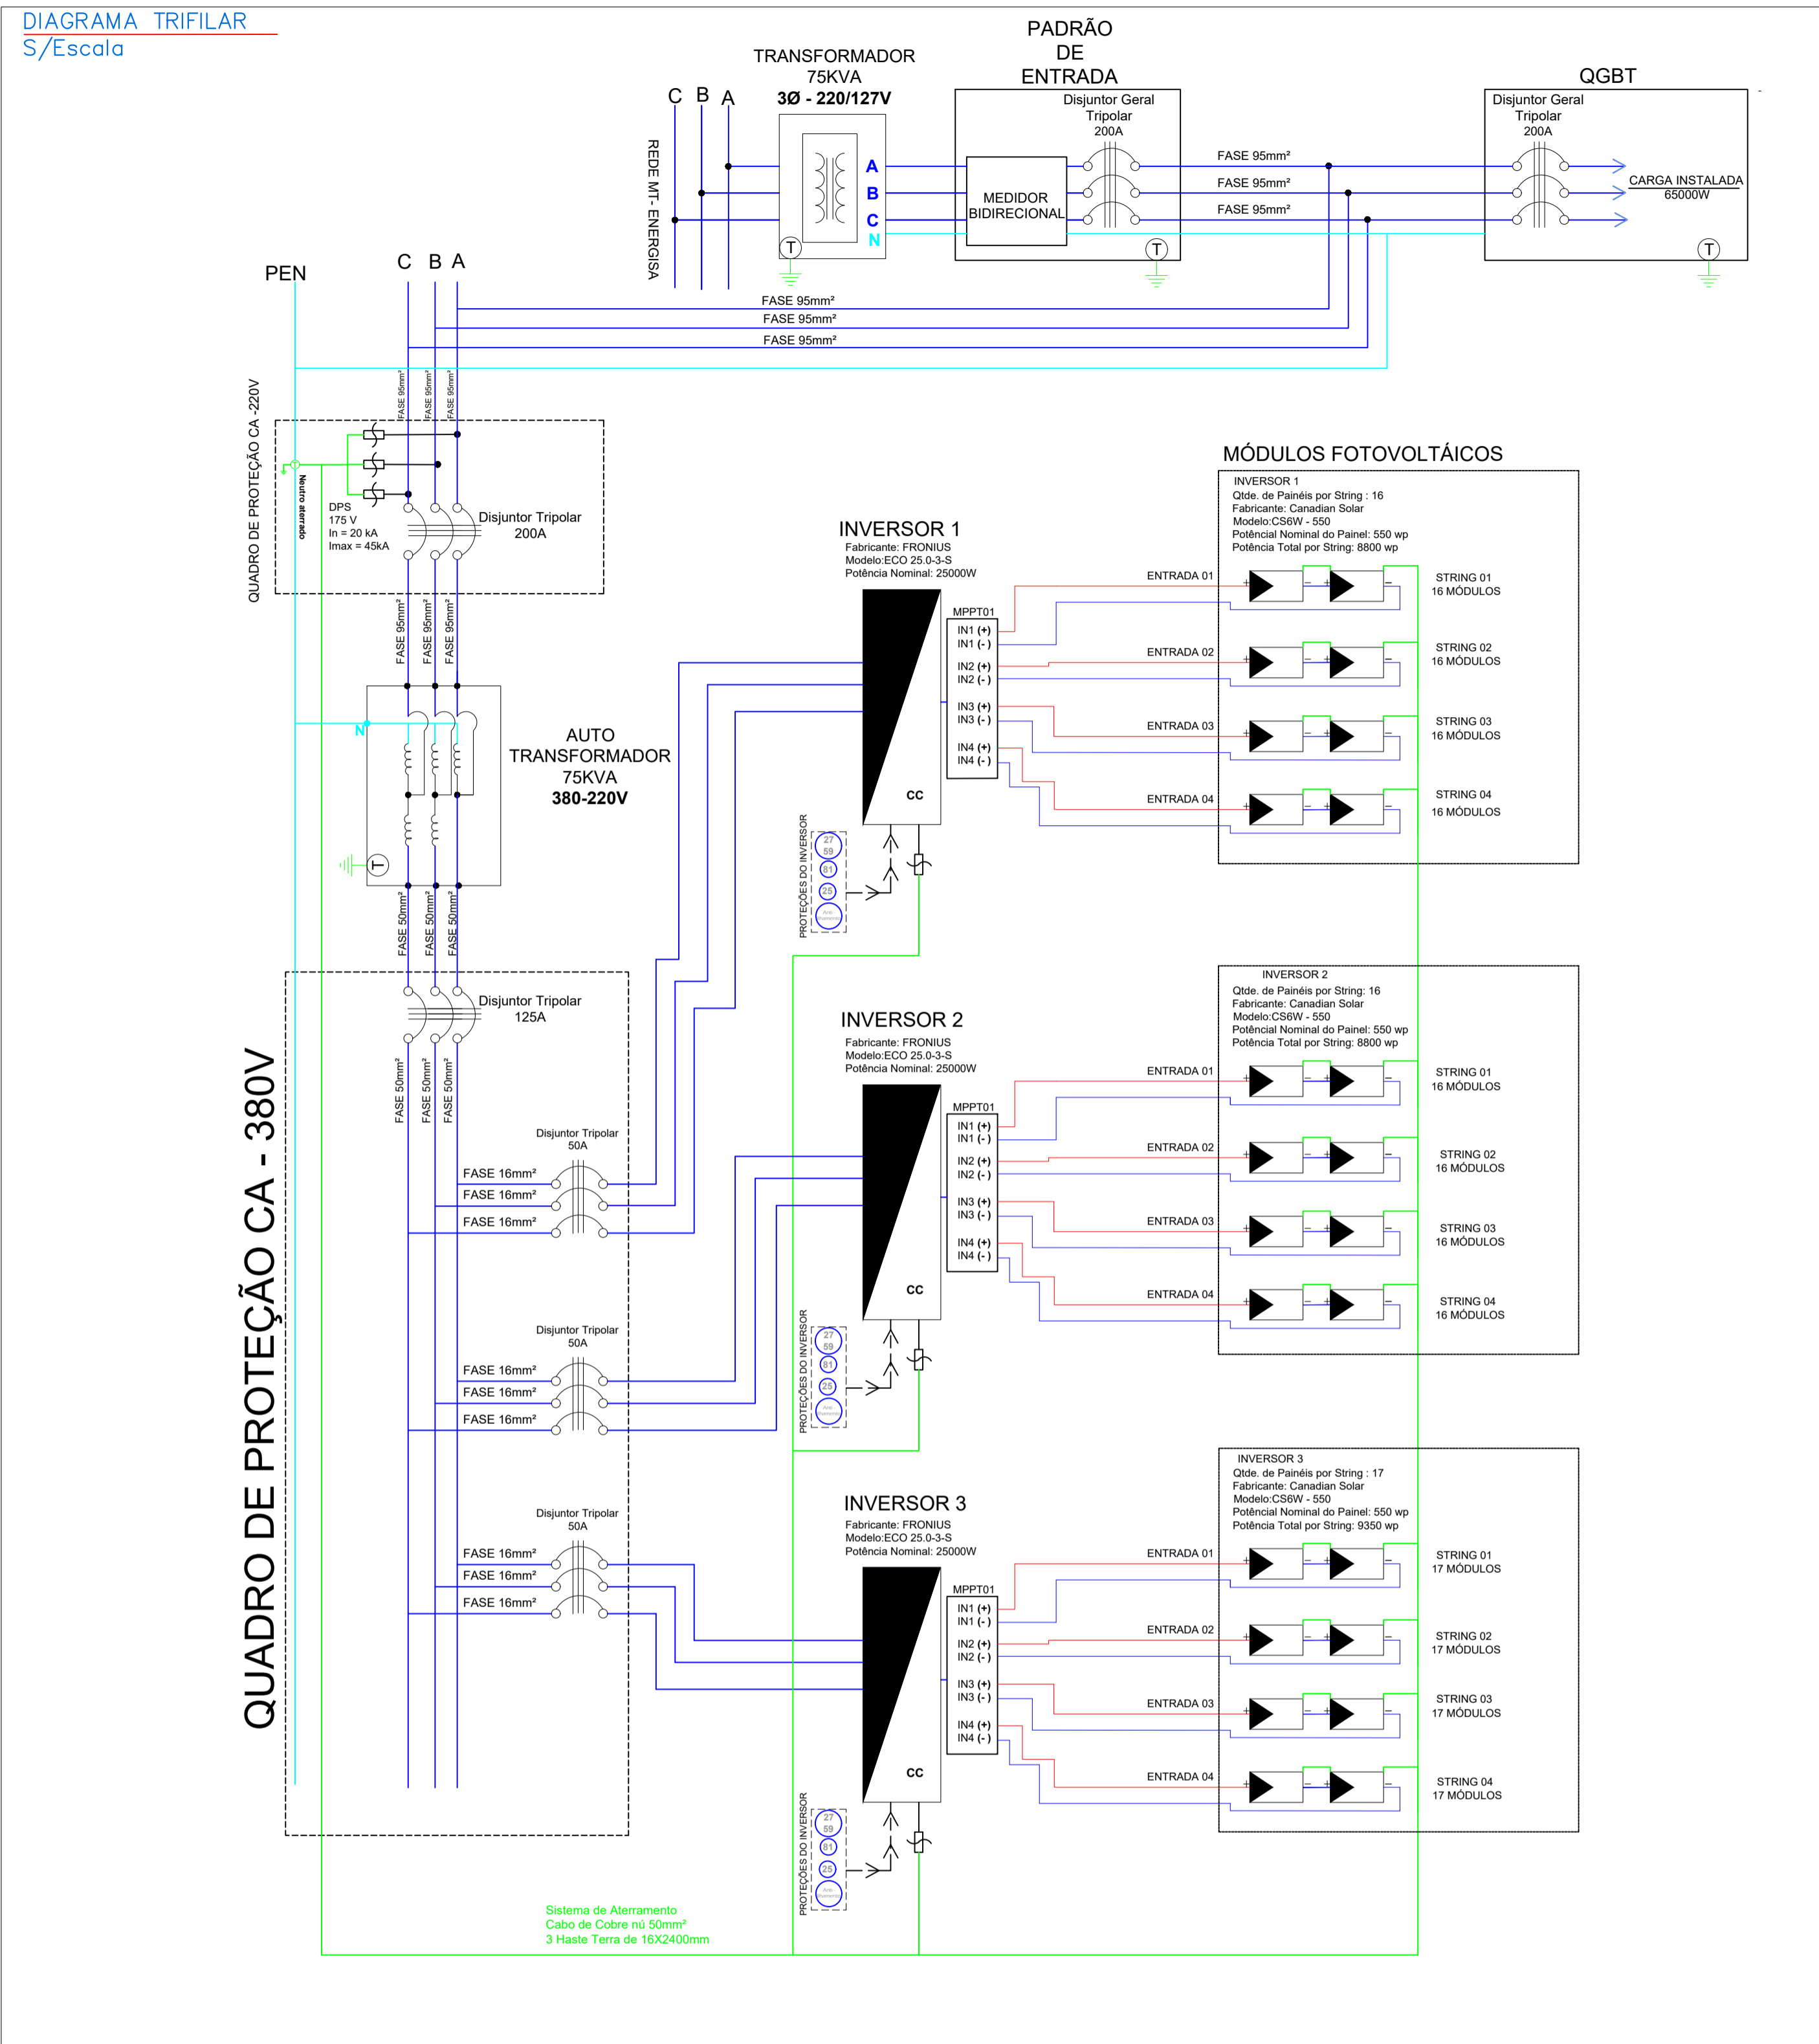 DIAGRAMA TRIFILAR
S/Escala
TRANSFORMADOR
75KVA
3Ø - 220/127V
C B A
REDE MT- ENERGISA
A
B
C
N
T
PADRÃO
DE
ENTRADA
Disjuntor Geral
Tripolar
200A
MEDIDOR
BIDIRECIONAL
T
FASE 95mm²
FASE 95mm²
FASE 95mm²
QGBT
Disjuntor Geral
Tripolar
200A
CARGA INSTALADA
65000W
T
PEN
C B A
FASE 95mm²
FASE 95mm²
FASE 95mm²
FASE 95mm²
FASE 95mm²
FASE 95mm²
QUADRO DE PROTEÇÃO CA -220V
Neutro aterrado
DPS
175 V
In = 20 kA
Imax = 45kA
Disjuntor Tripolar
200A
FASE 95mm²
FASE 95mm²
FASE 95mm²
N
AUTO
TRANSFORMADOR
75KVA
380-220V
T
FASE 50mm²
FASE 50mm²
FASE 50mm²
QUADRO DE PROTEÇÃO CA - 380V
Disjuntor Tripolar
125A
FASE 50mm²
FASE 50mm²
FASE 50mm²
Disjuntor Tripolar
50A
FASE 16mm²
FASE 16mm²
FASE 16mm²
Disjuntor Tripolar
50A
FASE 16mm²
FASE 16mm²
FASE 16mm²
Disjuntor Tripolar
50A
FASE 16mm²
FASE 16mm²
FASE 16mm²
INVERSOR 1
Fabricante: FRONIUS
Modelo:ECO 25.0-3-S
Potência Nominal: 25000W
MPPT01
IN1 (+)
IN1 (- )
IN2 (+)
IN2 (- )
IN3 (+)
IN3 (- )
IN4 (+)
IN4 (- )
CC
PROTEÇÕES DO INVERSOR
27
59
81
25
ENTRADA 01
ENTRADA 02
ENTRADA 03
ENTRADA 04
MÓDULOS FOTOVOLTÁICOS
INVERSOR 1
Qtde. de Painéis por String : 16
Fabricante: Canadian Solar
Modelo:CS6W - 550
Potêncial Nominal do Painel: 550 wp
Potência Total por String: 8800 wp
STRING 01
16 MÓDULOS
STRING 02
16 MÓDULOS
STRING 03
16 MÓDULOS
STRING 04
16 MÓDULOS
INVERSOR 2
Fabricante: FRONIUS
Modelo:ECO 25.0-3-S
Potência Nominal: 25000W
MPPT01
IN1 (+)
IN1 (- )
IN2 (+)
IN2 (- )
IN3 (+)
IN3 (- )
IN4 (+)
IN4 (- )
CC
PROTEÇÕES DO INVERSOR
27
59
81
25
ENTRADA 01
ENTRADA 02
ENTRADA 03
ENTRADA 04
INVERSOR 2
Qtde. de Painéis por String: 16
Fabricante: Canadian Solar
Modelo:CS6W - 550
Potêncial Nominal do Painel: 550 wp
Potência Total por String: 8800 wp
STRING 01
16 MÓDULOS
STRING 02
16 MÓDULOS
STRING 03
16 MÓDULOS
STRING 04
16 MÓDULOS
INVERSOR 3
Fabricante: FRONIUS
Modelo:ECO 25.0-3-S
Potência Nominal: 25000W
MPPT01
IN1 (+)
IN1 (- )
IN2 (+)
IN2 (- )
IN3 (+)
IN3 (- )
IN4 (+)
IN4 (- )
CC
PROTEÇÕES DO INVERSOR
27
59
81
25
ENTRADA 01
ENTRADA 02
ENTRADA 03
ENTRADA 04
INVERSOR 3
Qtde. de Painéis por String : 17
Fabricante: Canadian Solar
Modelo:CS6W - 550
Potêncial Nominal do Painel: 550 wp
Potência Total por String: 9350 wp
STRING 01
17 MÓDULOS
STRING 02
17 MÓDULOS
STRING 03
17 MÓDULOS
STRING 04
17 MÓDULOS
Sistema de Aterramento
Cabo de Cobre nú 50mm²
3 Haste Terra de 16X2400mm